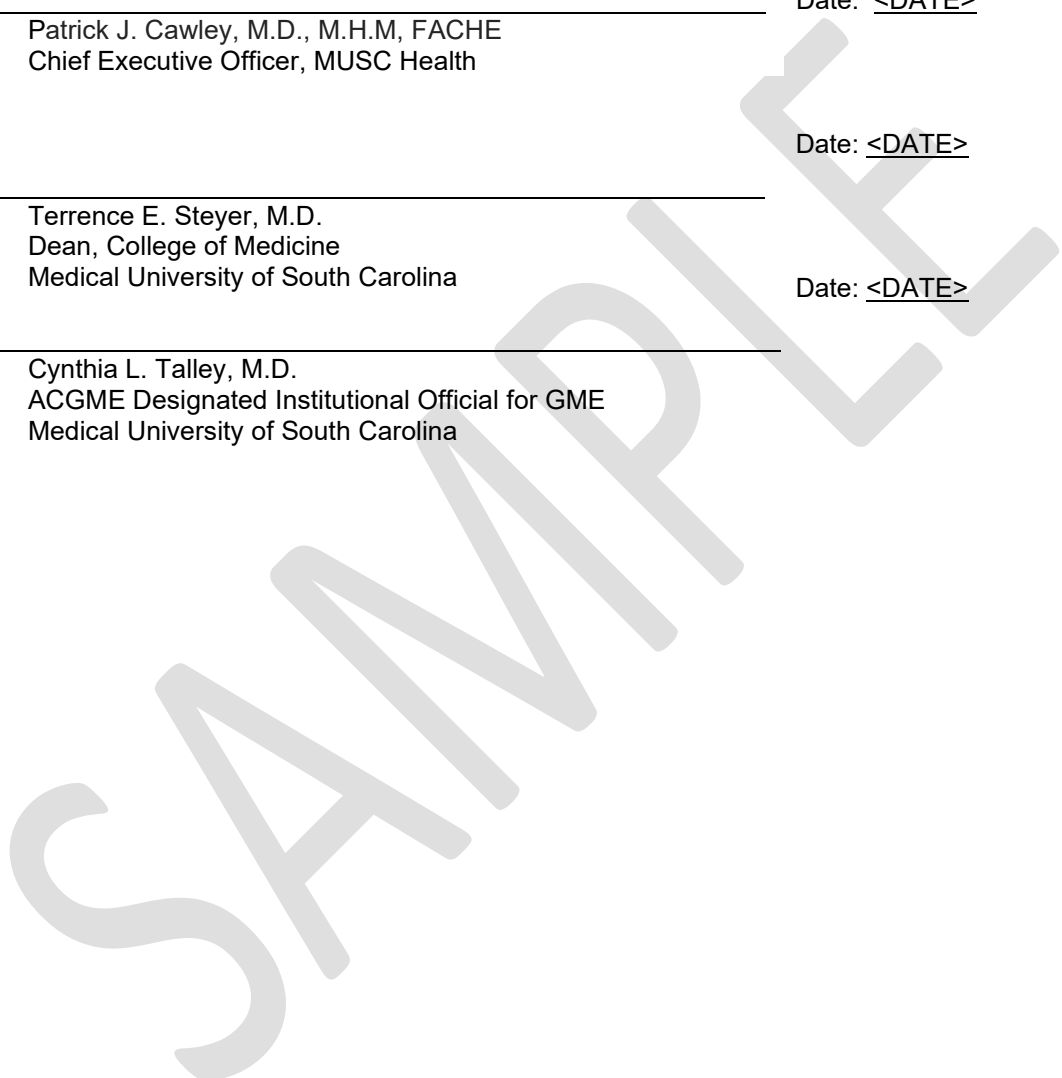 Date: <DATE>
Patrick J. Cawley, M.D., M.H.M, FACHE
Chief Executive Officer, MUSC Health
Date: <DATE>
Terrence E. Steyer, M.D.
Dean, College of Medicine
Medical University of South Carolina
Date: <DATE>
Cynthia L. Talley, M.D.
ACGME Designated Institutional Official for GME
Medical University of South Carolina
SAMPLE